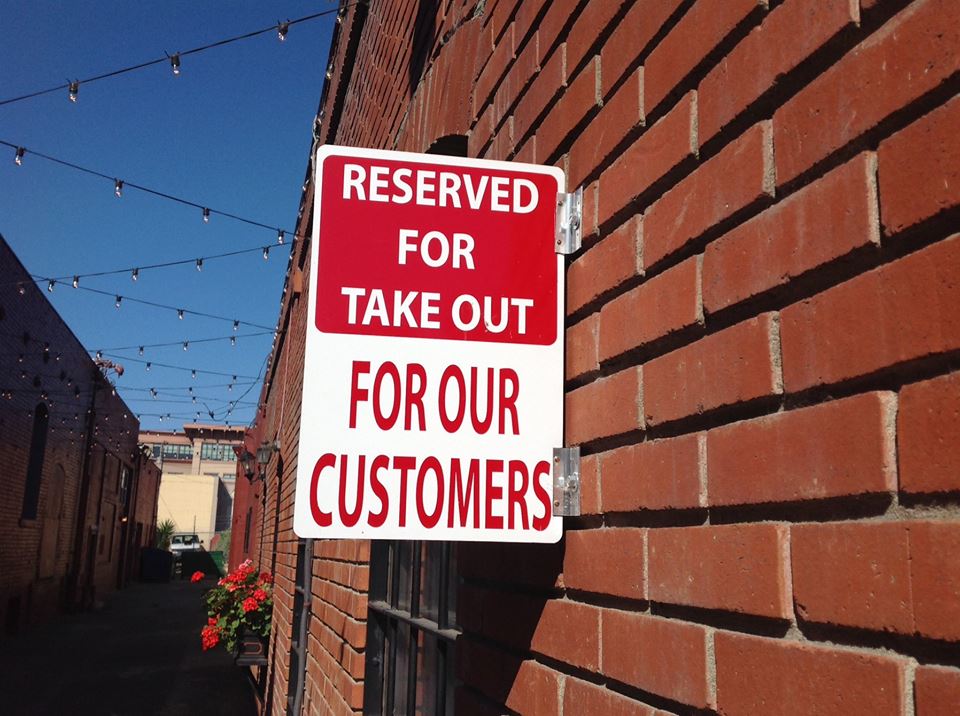 RESERVED
FOR
TAKE OUT
FOR OUR
CUSTOMERS